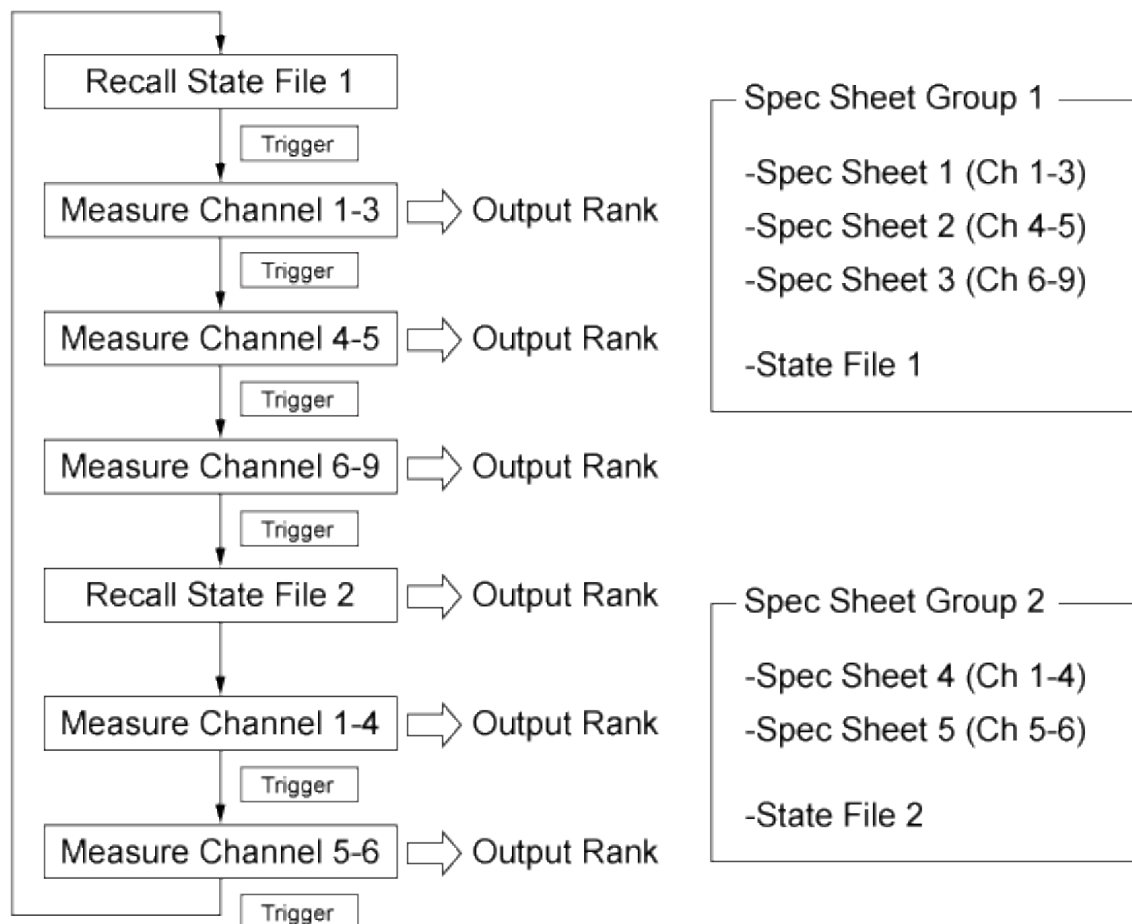 Recall State File 1
Trigger
Measure Channel 1-3
Output Rank
Trigger
Measure Channel 4-5
Output Rank
Trigger
Measure Channel 6-9
Output Rank
Trigger
Recall State File 2
Output Rank
Measure Channel 1-4
Output Rank
Trigger
Measure Channel 5-6
Output Rank
Trigger
Spec Sheet Group 1
-Spec Sheet 1 (Ch 1-3)
-Spec Sheet 2 (Ch 4-5)
-Spec Sheet 3 (Ch 6-9)
-State File 1
Spec Sheet Group 2
-Spec Sheet 4 (Ch 1-4)
-Spec Sheet 5 (Ch 5-6)
-State File 2